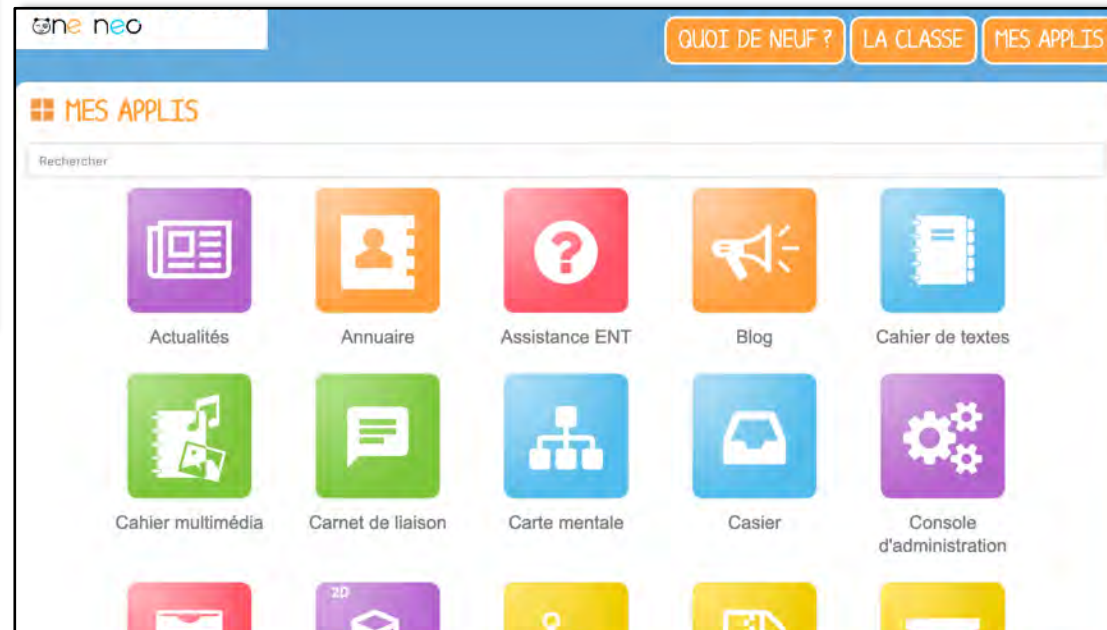 one neo
QUOI DE NEUF ? LA CLASSE MES APPLIS
MES APPLIS
Rechercher
Actualités Annuaire Assistance ENT Blog Cahier de textes
Cahier multimédia Carnet de liaison Carte mentale Casier Console
d'administration
2D